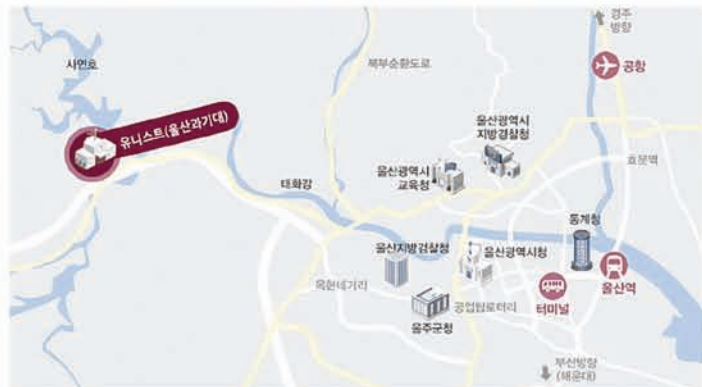 경주
방향
사연호
북부순환도로
공항
유니스트(울산과기대)
울산광역시
지방경찰청
울산광역시
교육청
효문역
태화강
통계청
울산지방검찰청
울산광역시청
옥현네거리
울산역
공업탑로터리
터미널
울주군청
부산방향
(해운대)